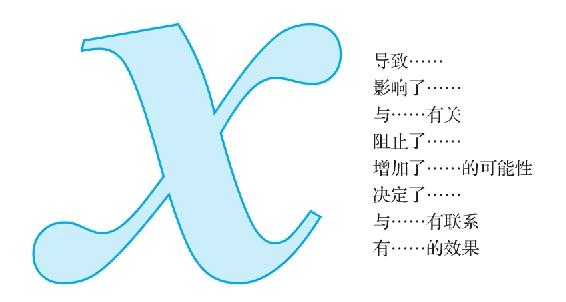 x
导致……
影响了……
与……有关
阻止了……
增加了……的可能性
决定了……
与……有联系
有……的效果